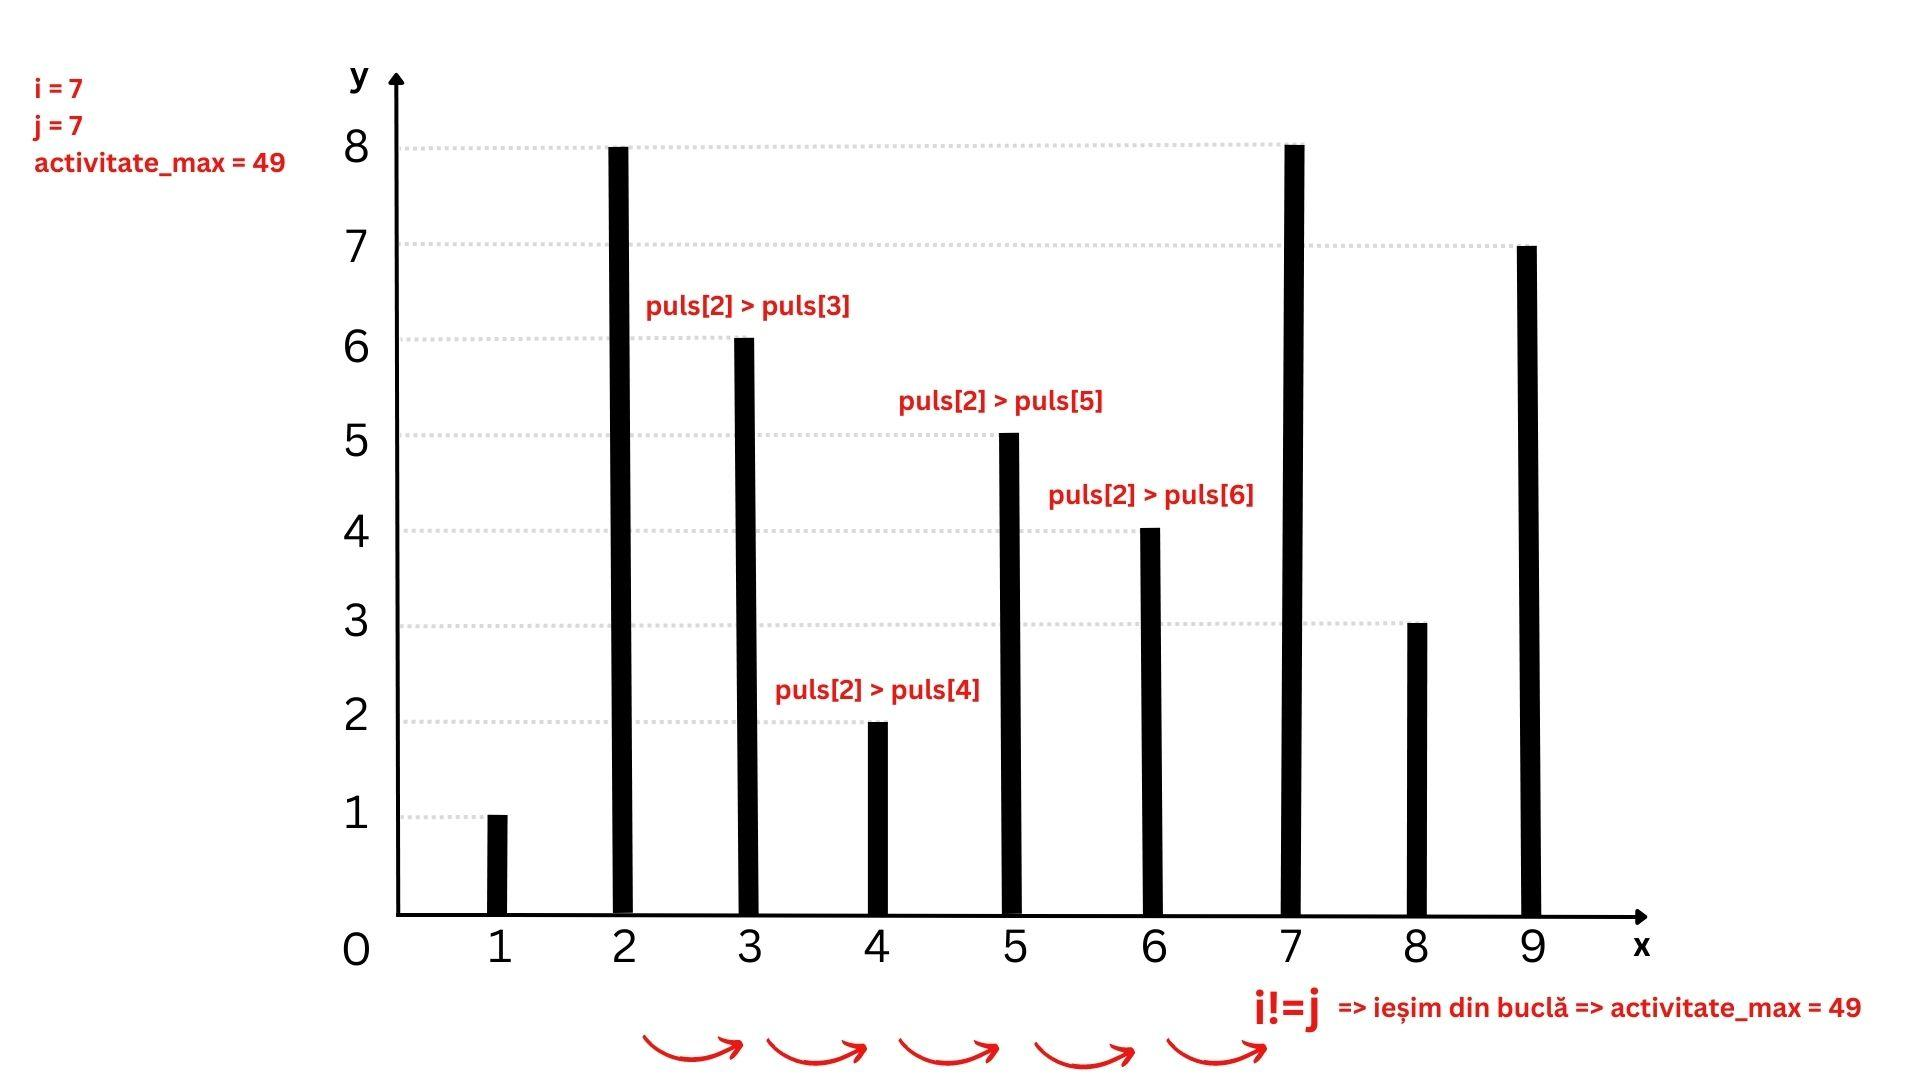 i = 7
j = 7
activitate_max = 49
y
8
7
puls[2] > puls[3]
6
puls[2] > puls[5]
5
puls[2] > puls[6]
4
3
puls[2] > puls[4]
2
1
0 1 2 3 4 5 6 7 8 9 x
i!=j => ieșim din buclă => activitate_max = 49